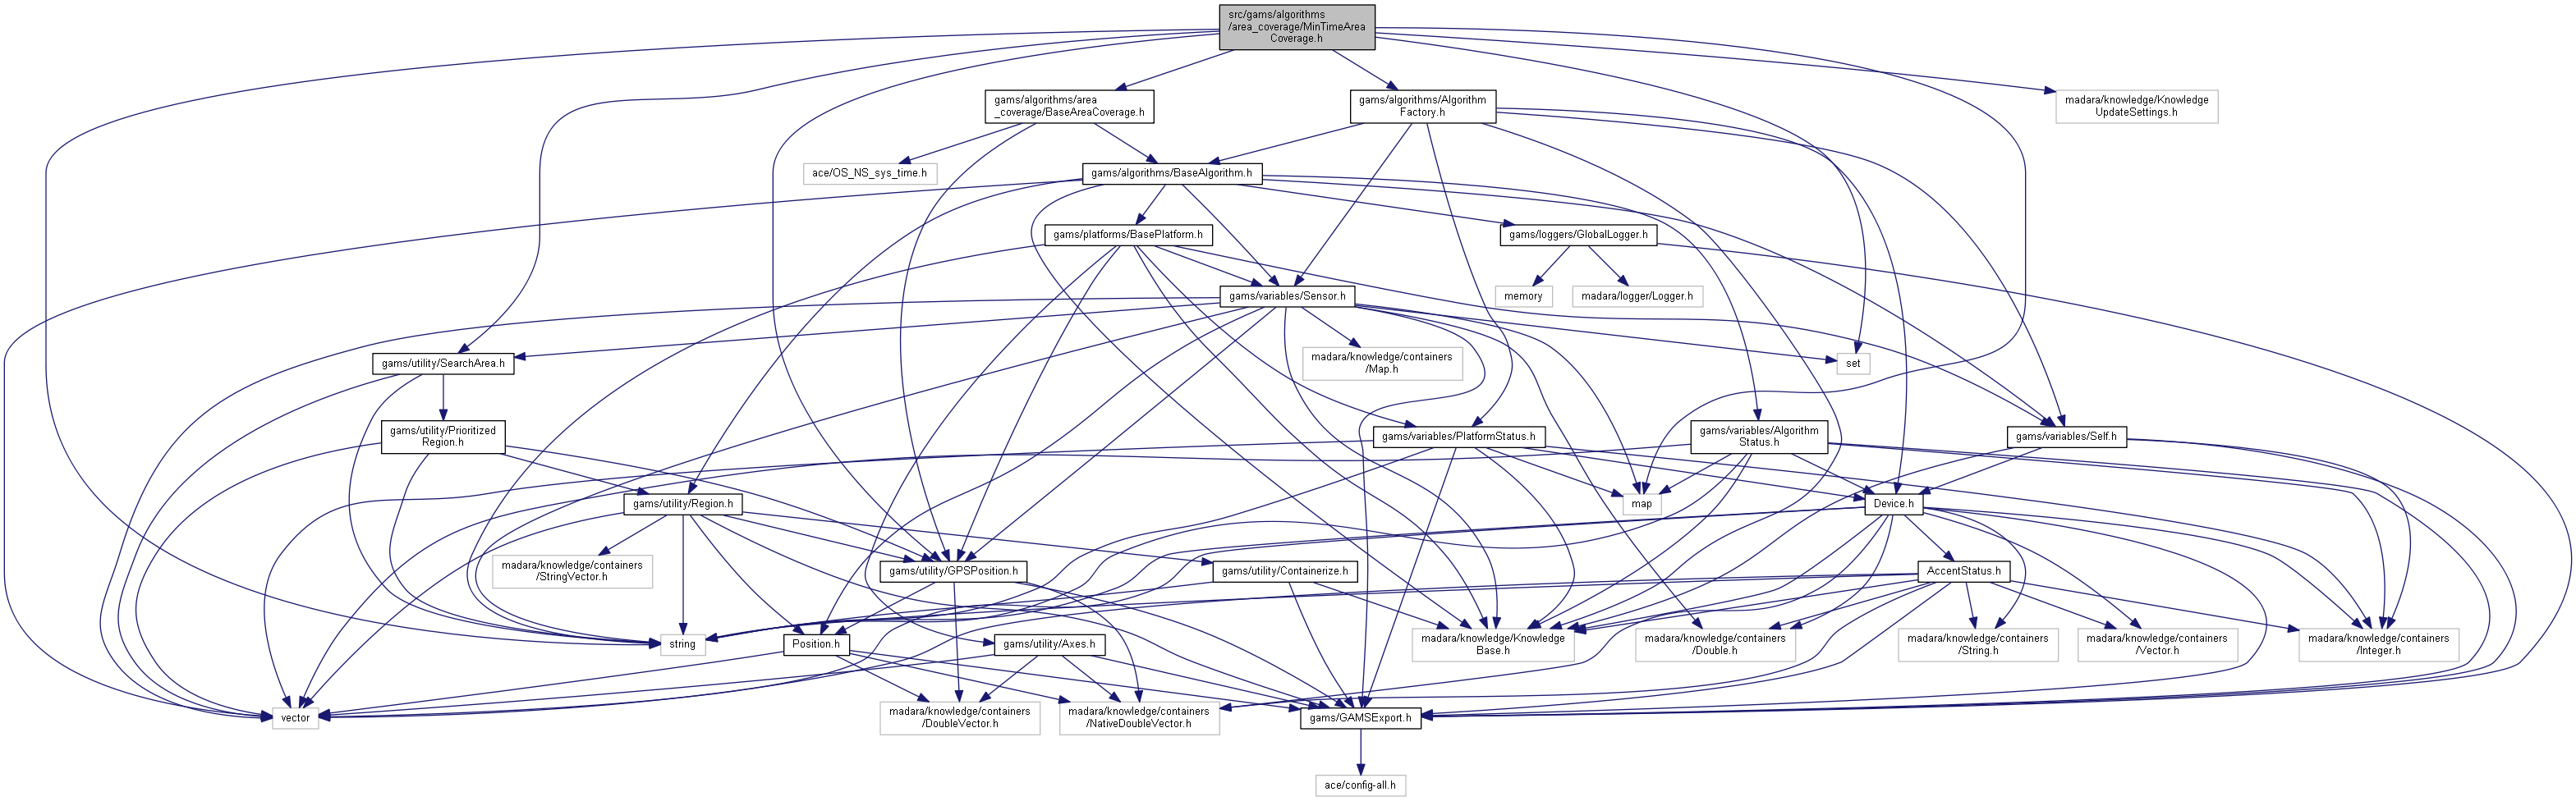 src/gams/algorithms
/area_coverage/MinTimeArea
Coverage.h
gams/algorithms/area
_coverage/BaseAreaCoverage.h
gams/algorithms/Algorithm
Factory.h
madara/knowledge/Knowledge
UpdateSettings.h
ace/OS_NS_sys_time.h
gams/algorithms/BaseAlgorithm.h
gams/platforms/BasePlatform.h
gams/loggers/GlobalLogger.h
gams/variables/Sensor.h
memory
madara/logger/Logger.h
gams/utility/SearchArea.h
madara/knowledge/containers
/Map.h
set
gams/utility/Prioritized
Region.h
gams/variables/PlatformStatus.h
gams/variables/Algorithm
Status.h
gams/variables/Self.h
gams/utility/Region.h
map
Device.h
madara/knowledge/containers
/StringVector.h
gams/utility/GPSPosition.h
gams/utility/Containerize.h
AccentStatus.h
string
Position.h
gams/utility/Axes.h
madara/knowledge/Knowledge
Base.h
madara/knowledge/containers
/Double.h
madara/knowledge/containers
/String.h
madara/knowledge/containers
/Vector.h
madara/knowledge/containers
/Integer.h
vector
madara/knowledge/containers
/DoubleVector.h
madara/knowledge/containers
/NativeDoubleVector.h
gams/GAMSExport.h
ace/config-all.h